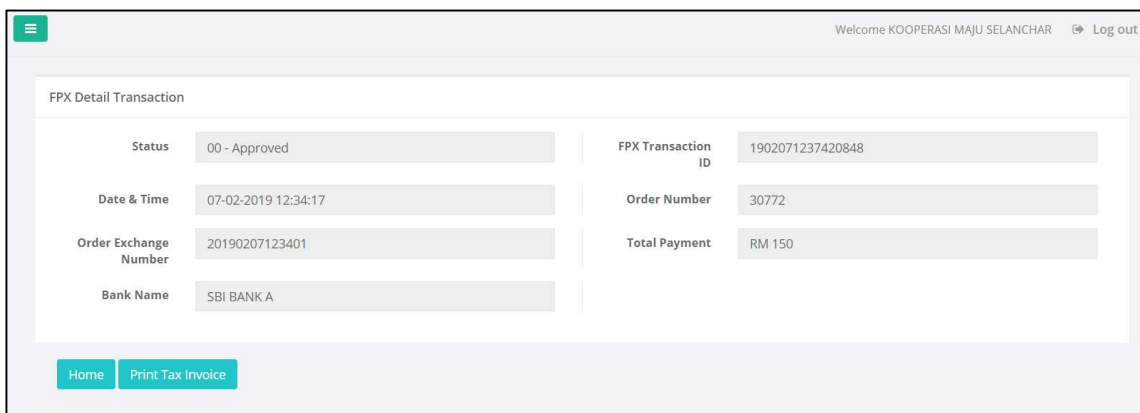 Welcome KOOPERASI MAJU SELANCHAR Log out
FPX Detail Transaction
Status 00 - Approved FPX Transaction
ID 1902071237420848
Date & Time 07-02-2019 12:34:17 Order Number 30772
Order Exchange
Number 20190207123401 Total Payment RM 150
Bank Name SBI BANK A
Home Print Tax Invoice